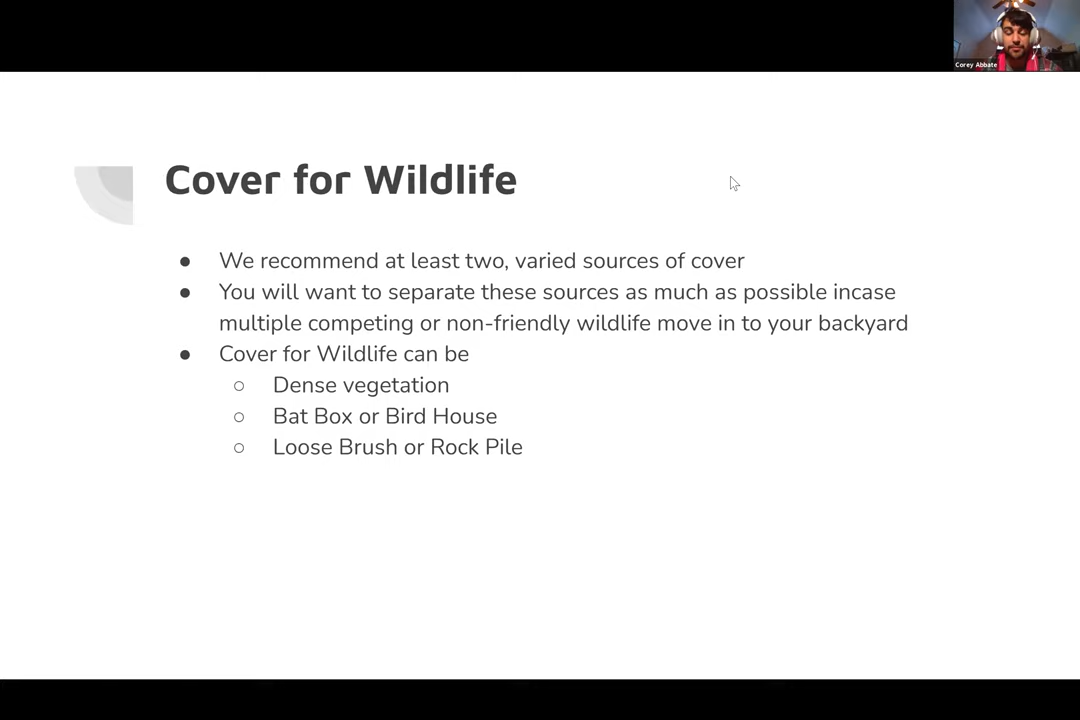 Corey Abbate
Cover for Wildlife
● We recommend at least two, varied sources of cover
● You will want to separate these sources as much as possible incase
multiple competing or non-friendly wildlife move in to your backyard
● Cover for Wildlife can be
○ Dense vegetation
○ Bat Box or Bird House
○ Loose Brush or Rock Pile